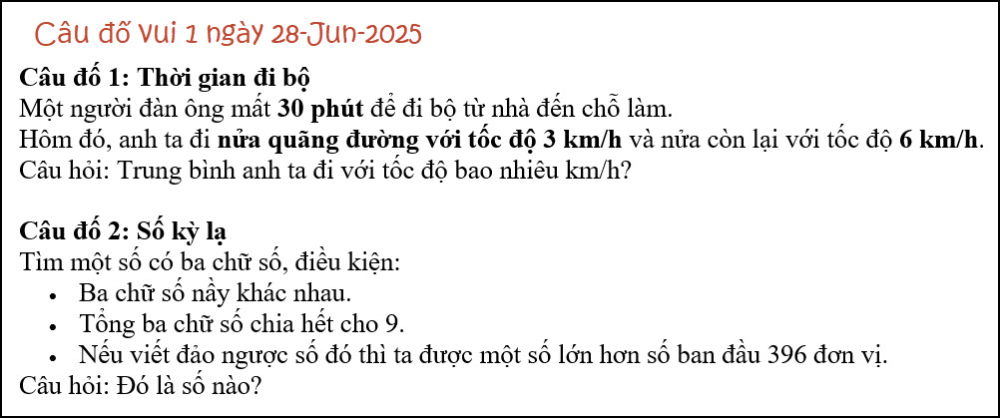 Câu đố vui 1 ngày 28-Jun-2025
Câu đố 1: Thời gian đi bộ
Một người đàn ông mất 30 phút để đi bộ từ nhà đến chỗ làm.
Hôm đó, anh ta đi nửa quãng đường với tốc độ 3 km/h và nửa còn lại với tốc độ 6 km/h.
Câu hỏi: Trung bình anh ta đi với tốc độ bao nhiêu km/h?
Câu đố 2: Số kỳ lạ
Tìm một số có ba chữ số, điều kiện:
• Ba chữ số nầy khác nhau.
• Tổng ba chữ số chia hết cho 9.
• Nếu viết đảo ngược số đó thì ta được một số lớn hơn số ban đầu 396 đơn vị.
Câu hỏi: Đó là số nào?